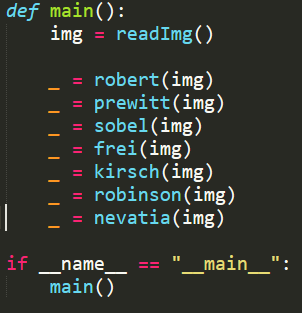 def main():
    img = readImg()

    _ = robert(img)
    _ = prewitt(img)
    _ = sobel(img)
    _ = frei(img)
    _ = kirsch(img)
    _ = robinson(img)
    _ = nevatia(img)

if __name__ == "__main__":
    main()